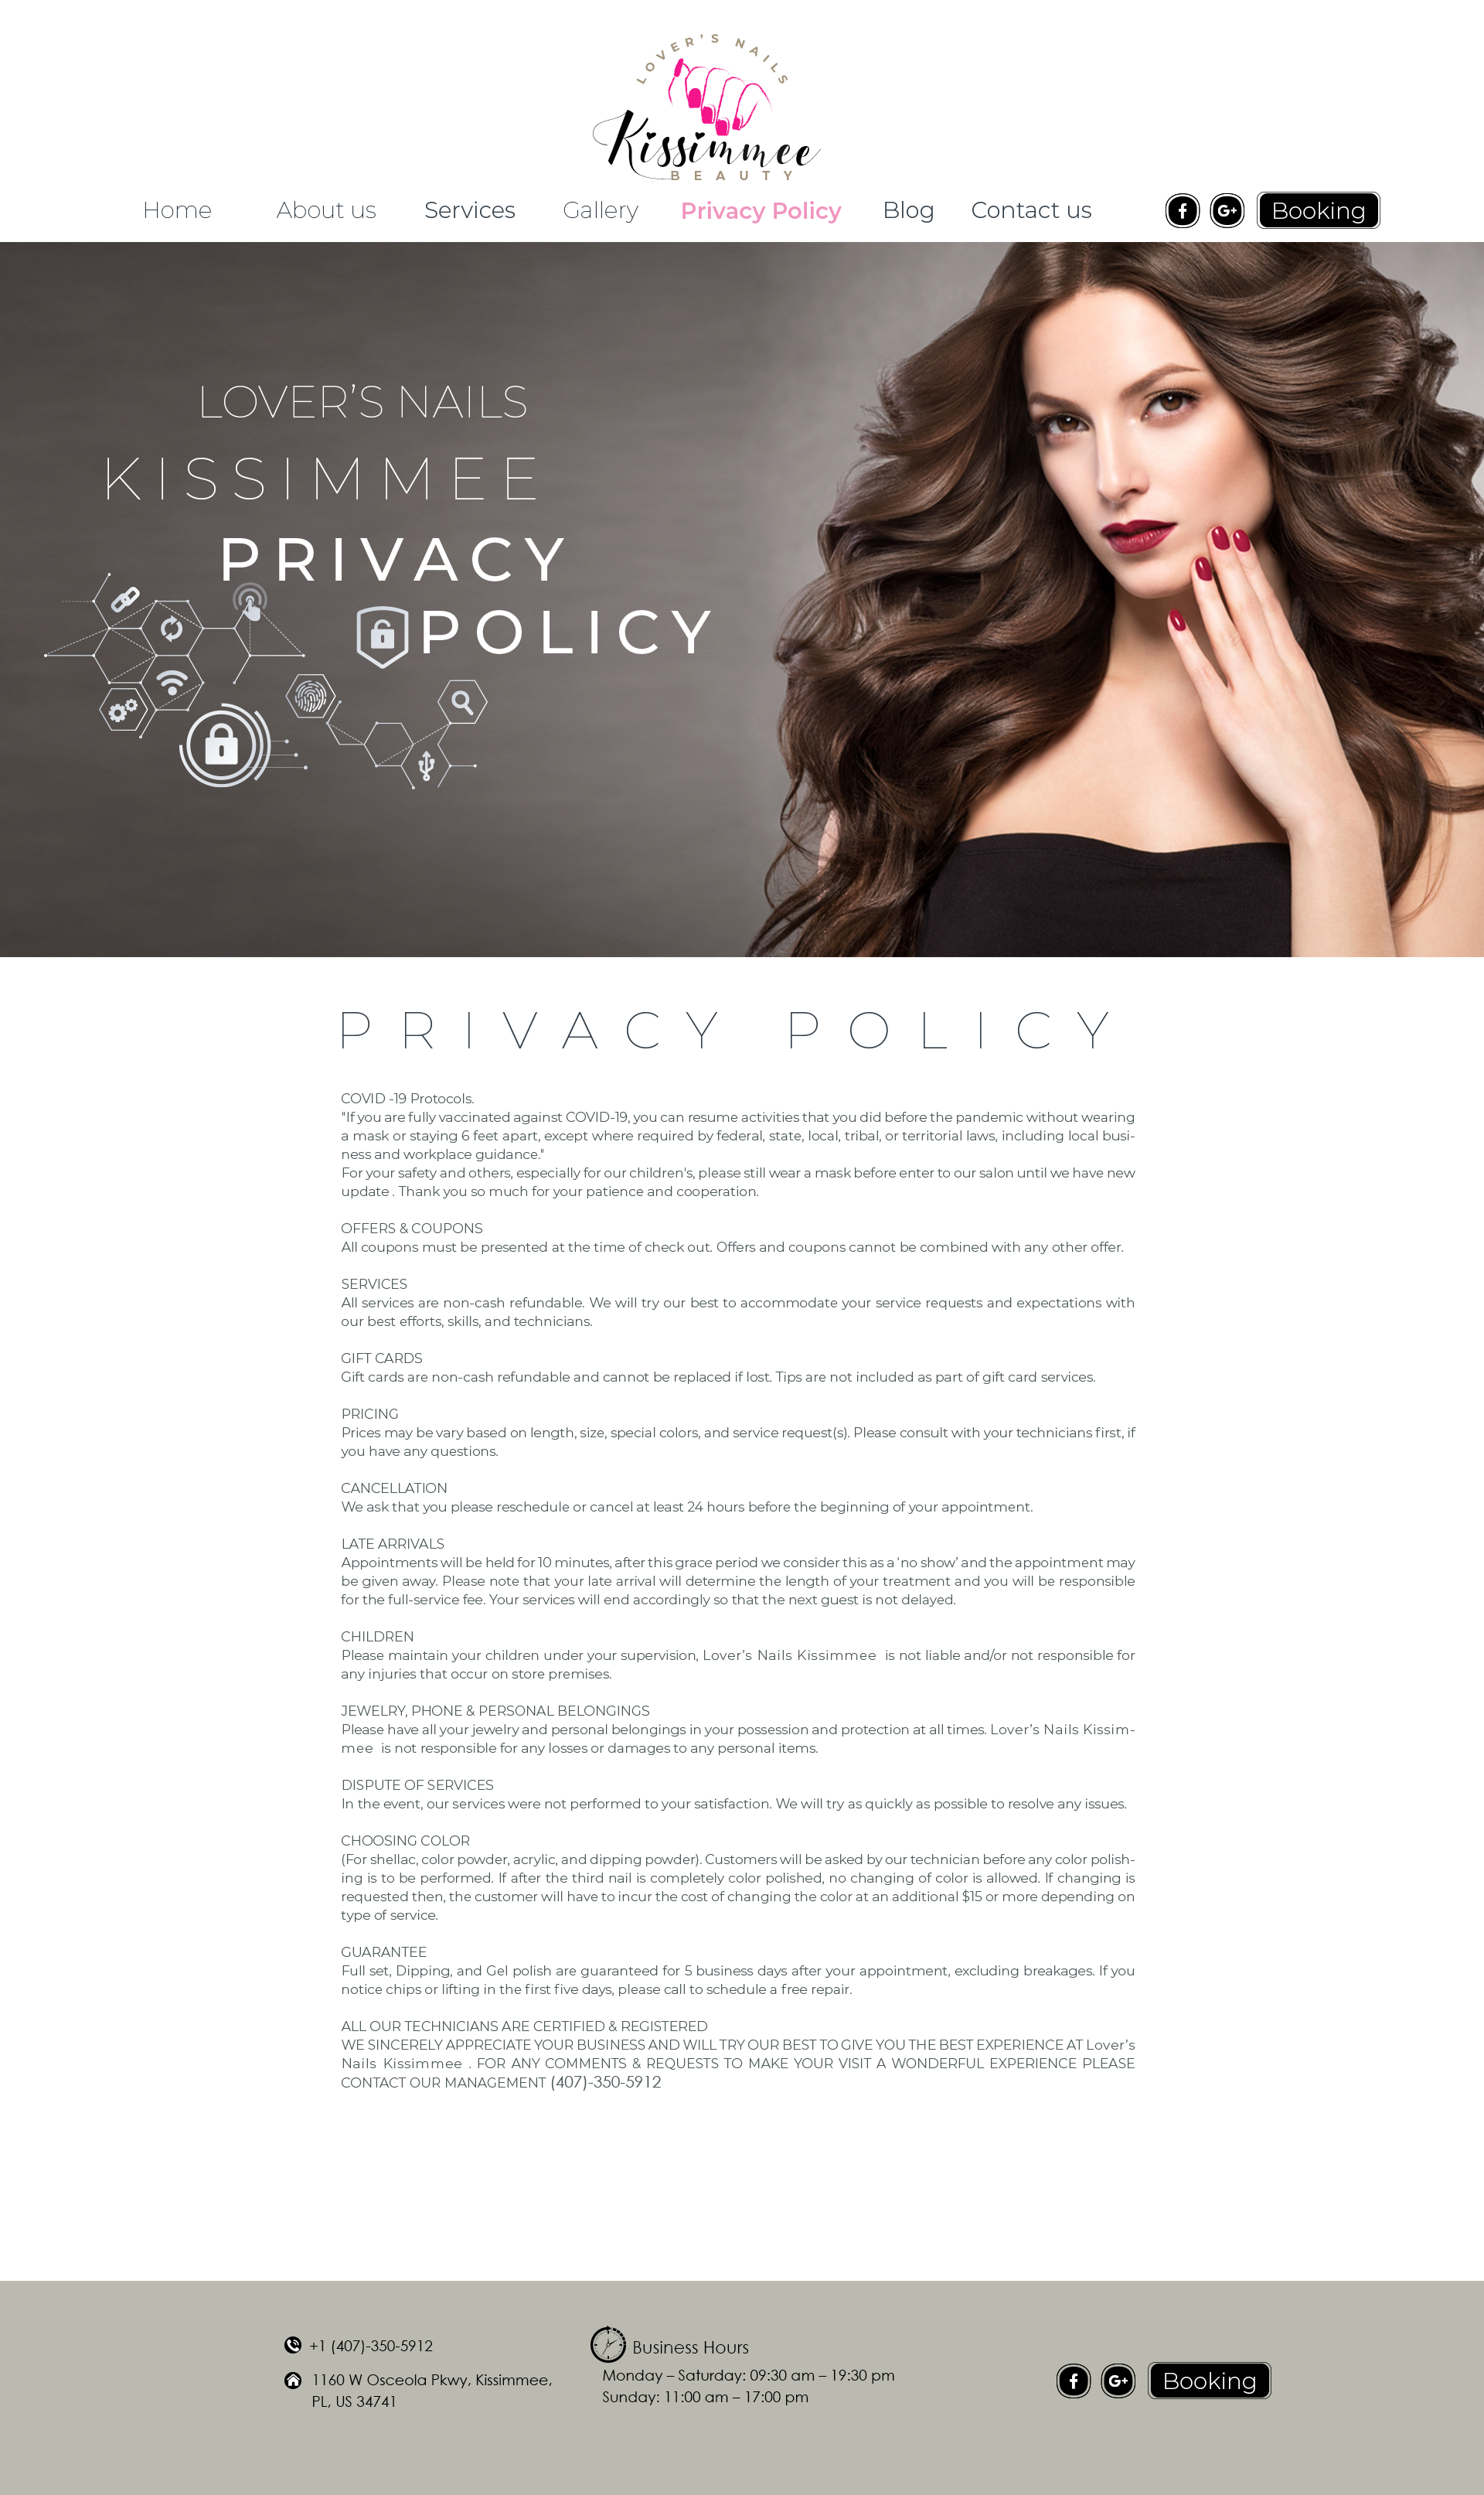 LOVER'S NAILS
Kissimmee
BEAUTY
Home About us Services Gallery Privacy Policy Blog Contact us f G+ Booking
LOVER’S NAILS
KISSIMMEE
PRIVACY
POLICY
PRIVACY POLICY
COVID -19 Protocols.
"If you are fully vaccinated against COVID-19, you can resume activities that you did before the pandemic without wearing
a mask or staying 6 feet apart, except where required by federal, state, local, tribal, or territorial laws, including local busi-
ness and workplace guidance."
For your safety and others, especially for our children's, please still wear a mask before enter to our salon until we have new
update . Thank you so much for your patience and cooperation.
OFFERS & COUPONS
All coupons must be presented at the time of check out. Offers and coupons cannot be combined with any other offer.
SERVICES
All services are non-cash refundable. We will try our best to accommodate your service requests and expectations with
our best efforts, skills, and technicians.
GIFT CARDS
Gift cards are non-cash refundable and cannot be replaced if lost. Tips are not included as part of gift card services.
PRICING
Prices may be vary based on length, size, special colors, and service request(s). Please consult with your technicians first, if
you have any questions.
CANCELLATION
We ask that you please reschedule or cancel at least 24 hours before the beginning of your appointment.
LATE ARRIVALS
Appointments will be held for 10 minutes, after this grace period we consider this as a ‘no show’ and the appointment may
be given away. Please note that your late arrival will determine the length of your treatment and you will be responsible
for the full-service fee. Your services will end accordingly so that the next guest is not delayed.
CHILDREN
Please maintain your children under your supervision, Lover’s Nails Kissimmee is not liable and/or not responsible for
any injuries that occur on store premises.
JEWELRY, PHONE & PERSONAL BELONGINGS
Please have all your jewelry and personal belongings in your possession and protection at all times. Lover’s Nails Kissim-
mee is not responsible for any losses or damages to any personal items.
DISPUTE OF SERVICES
In the event, our services were not performed to your satisfaction. We will try as quickly as possible to resolve any issues.
CHOOSING COLOR
(For shellac, color powder, acrylic, and dipping powder). Customers will be asked by our technician before any color polish-
ing is to be performed. If after the third nail is completely color polished, no changing of color is allowed. If changing is
requested then, the customer will have to incur the cost of changing the color at an additional $15 or more depending on
type of service.
GUARANTEE
Full set, Dipping, and Gel polish are guaranteed for 5 business days after your appointment, excluding breakages. If you
notice chips or lifting in the first five days, please call to schedule a free repair.
ALL OUR TECHNICIANS ARE CERTIFIED & REGISTERED
WE SINCERELY APPRECIATE YOUR BUSINESS AND WILL TRY OUR BEST TO GIVE YOU THE BEST EXPERIENCE AT Lover’s
Nails Kissimmee . FOR ANY COMMENTS & REQUESTS TO MAKE YOUR VISIT A WONDERFUL EXPERIENCE PLEASE
CONTACT OUR MANAGEMENT (407)-350-5912
+1 (407)-350-5912
1160 W Osceola Pkwy, Kissimmee,
PL, US 34741
Business Hours
Monday – Saturday: 09:30 am – 19:30 pm
Sunday: 11:00 am – 17:00 pm
f G+ Booking